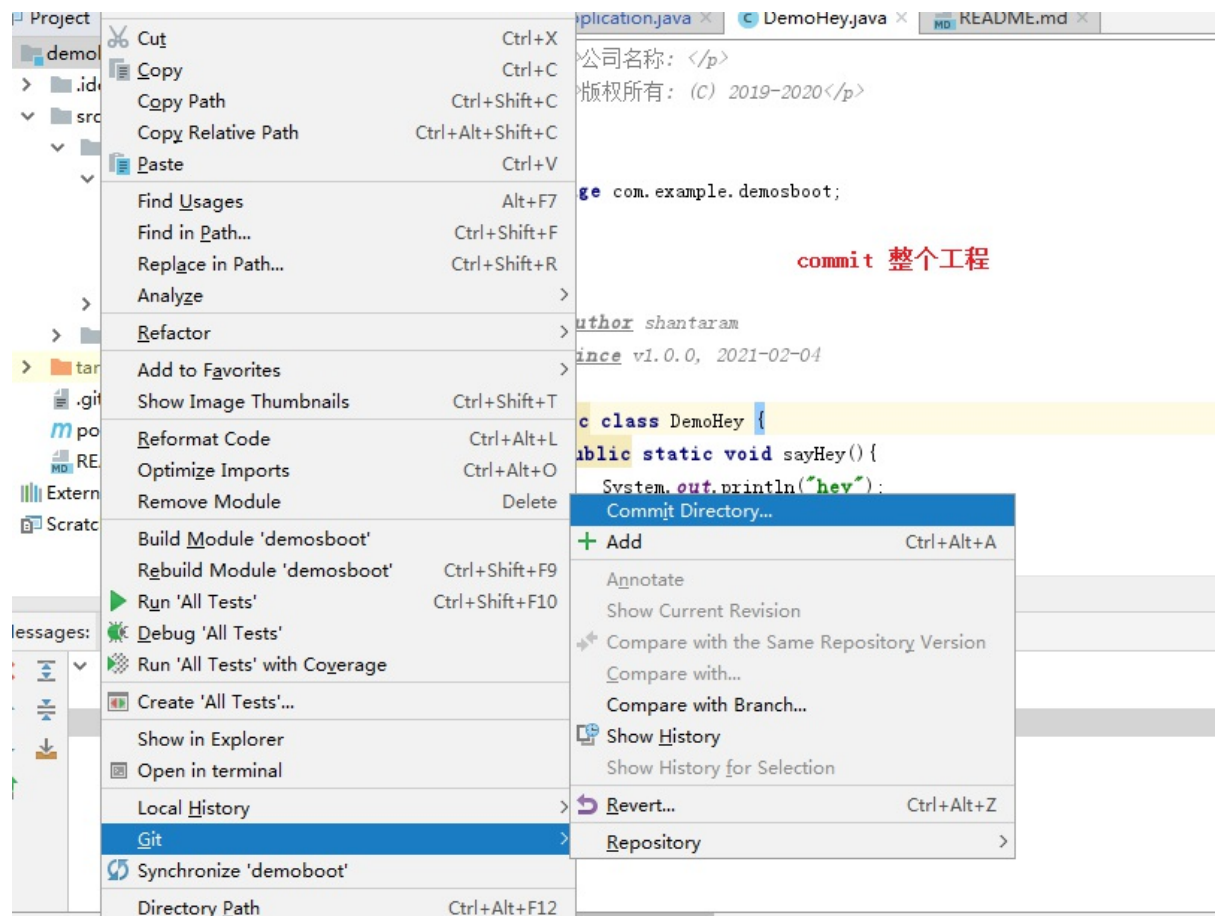 Project
plication.java
DemoHey.java
README.md
Cut Ctrl+X
Copy Ctrl+C
Copy Path Ctrl+Shift+C
Copy Relative Path Ctrl+Alt+Shift+C
Paste Ctrl+V
Find Usages Alt+F7
Find in Path... Ctrl+Shift+F
Replace in Path... Ctrl+Shift+R
Analyze
Refactor
Add to Favorites
Show Image Thumbnails Ctrl+Shift+T
Reformat Code Ctrl+Alt+L
Optimize Imports Ctrl+Alt+O
Remove Module Delete
Build Module 'demosboot'
Rebuild Module 'demosboot' Ctrl+Shift+F9
Run 'All Tests' Ctrl+Shift+F10
Debug 'All Tests'
Run 'All Tests' with Coverage
Create 'All Tests'...
Show in Explorer
Open in terminal
Local History
Git
Synchronize 'demoboot'
Directory Path Ctrl+Alt+F12
demol
.ide
src
tar
.git
m po
MD RE
Extern
Scratc
lessages:
公司名称: </p>
版权所有: (C) 2019-2020</p>
ge com.example.demosboot;
commit 整个工程
uthor shantaram
ince v1.0.0, 2021-02-04
c class DemoHey {
ublic static void sayHey(){
System.out.println("hey");
Commit Directory...
Add Ctrl+Alt+A
Annotate
Show Current Revision
Compare with the Same Repository Version
Compare with...
Compare with Branch...
Show History
Show History for Selection
Revert... Ctrl+Alt+Z
Repository